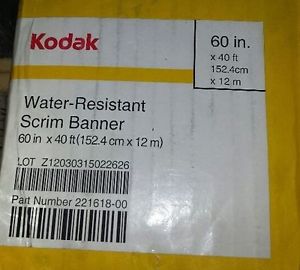 Kodak
60 in.
x 40 ft
152.4cm
x 12 m
Water-Resistant
Scrim Banner
60 in x 40 ft (152.4 cm x 12 m)
LOT Z12030315022626
Part Number 221618-00